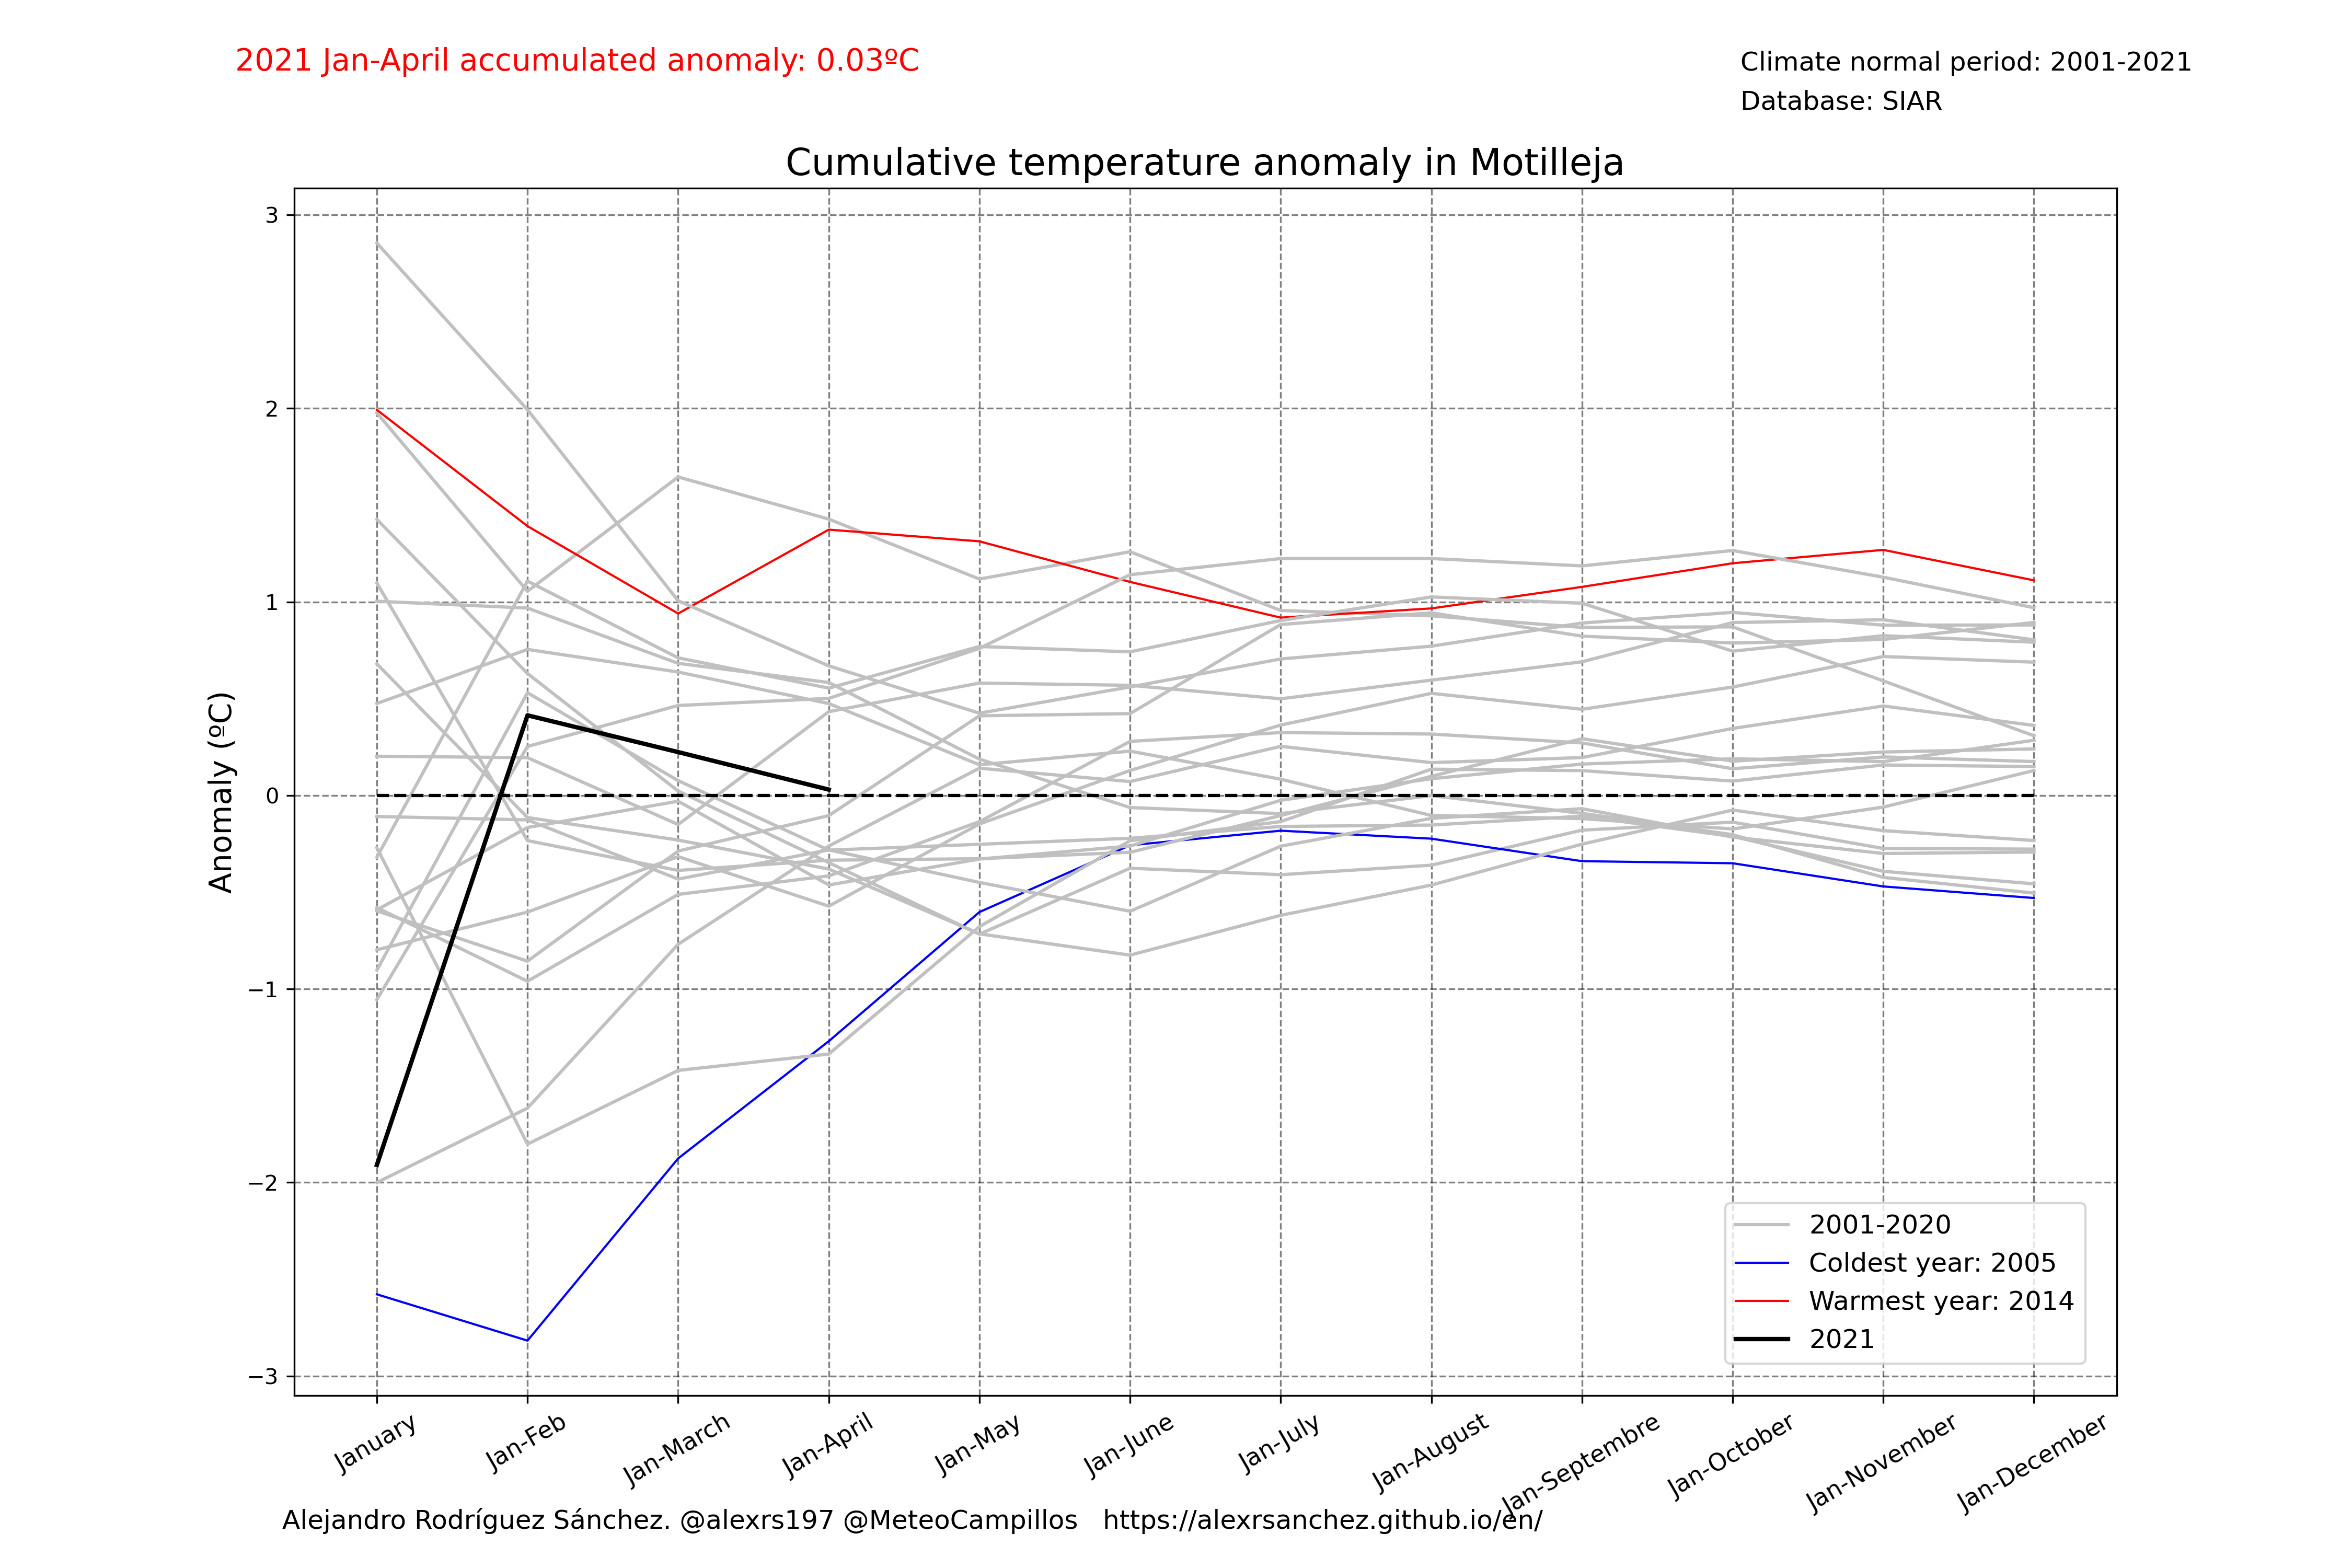 2021 Jan-April accumulated anomaly: 0.03ºC
Climate normal period: 2001-2021
Database: SIAR
Cumulative temperature anomaly in Motilleja
Anomaly (ºC)
3
2
1
0
−1
−2
−3
2001-2020
Coldest year: 2005
Warmest year: 2014
2021
January
Jan-Feb
Jan-March
Jan-April
Jan-May
Jan-June
Jan-July
Jan-August
Jan-Septembre
Jan-October
Jan-November
Jan-December
Alejandro Rodríguez Sánchez. @alexrs197 @MeteoCampillos   https://alexrsanchez.github.io/en/